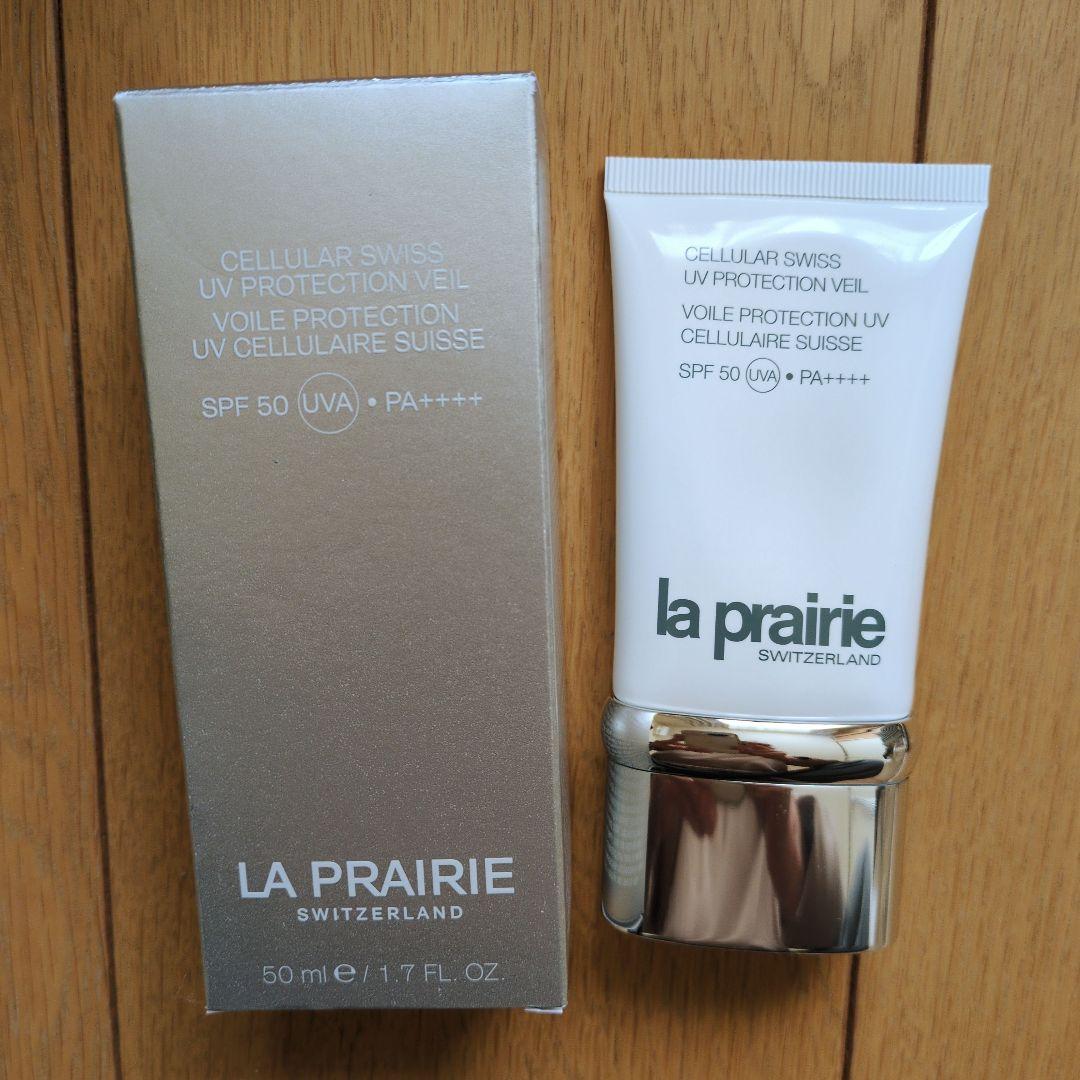 CELLULAR SWISS
UV PROTECTION VEIL
VOILE PROTECTION
UV CELLULAIRE SUISSE
SPF 50 UVA • PA++++
LA PRAIRIE
SWITZERLAND
50 ml e / 1.7 FL. OZ.
CELLULAR SWISS
UV PROTECTION VEIL
VOILE PROTECTION UV
CELLULAIRE SUISSE
SPF 50 UVA • PA++++
la prairie
SWITZERLAND